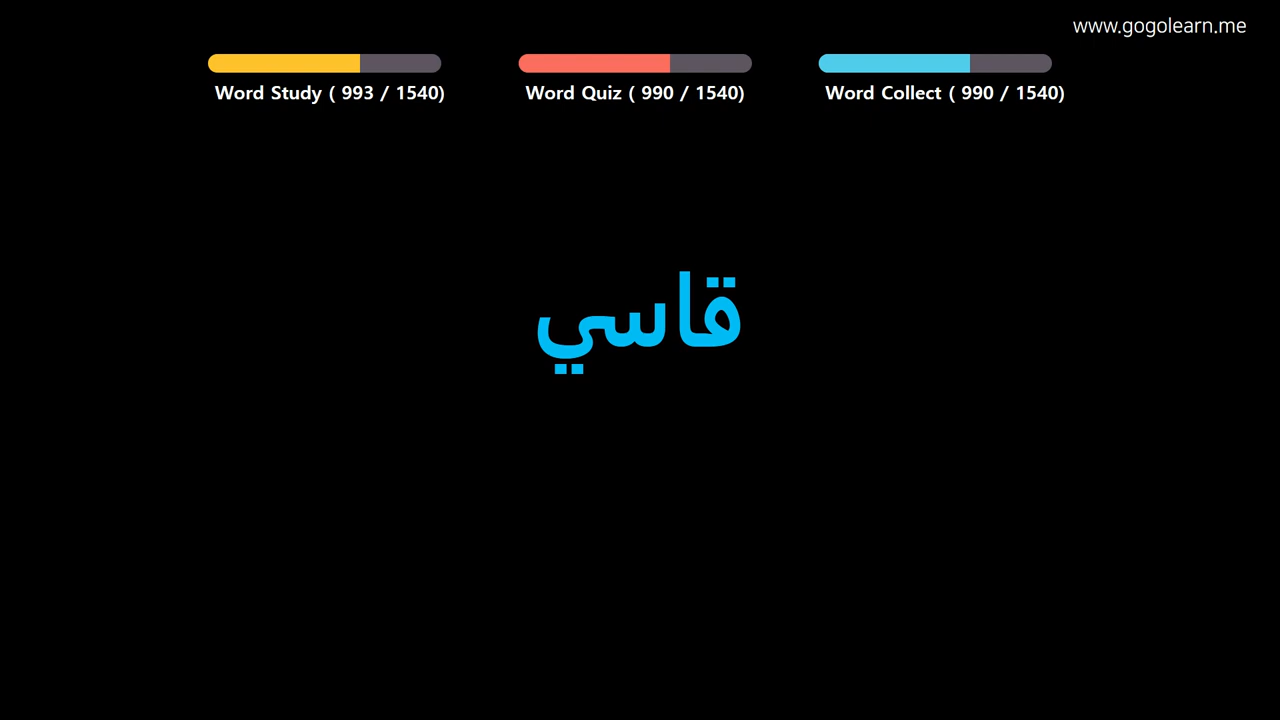 www.gogolearn.me
Word Study ( 993 / 1540)
Word Quiz ( 990 / 1540)
Word Collect ( 990 / 1540)
قاسي